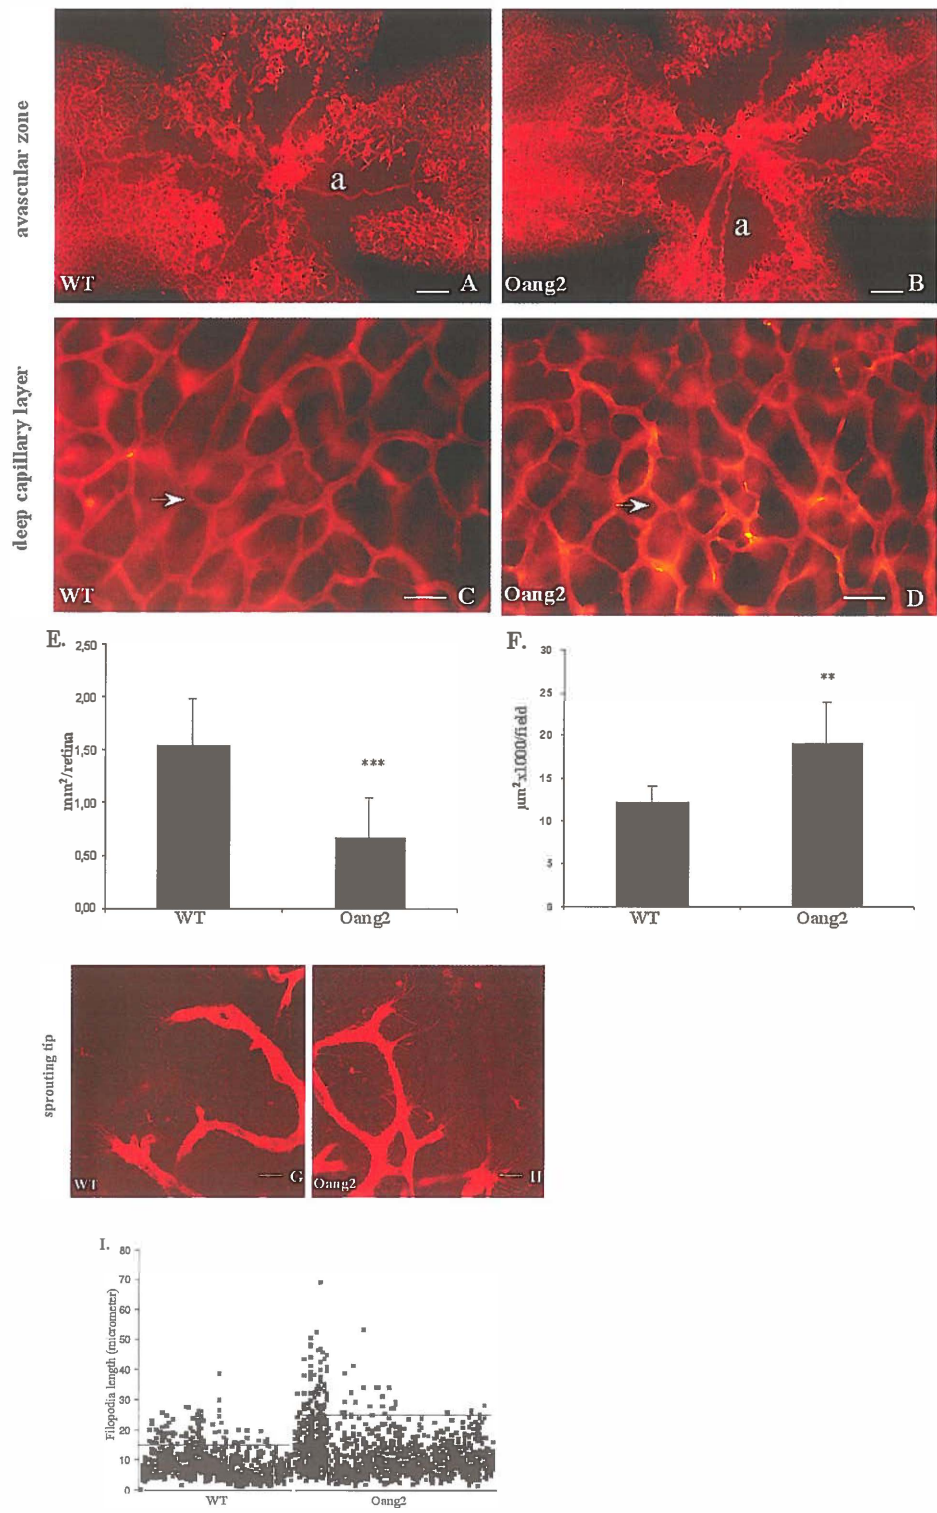 avascular zone
a
WT
A
a
Oang2
B
deep capillary layer
WT
C
Oang2
D
E.
2,50
2,00
1,50
1,00
0,50
0,00
mm²/retina
***
WT
Oang2
F.
30
25
20
15
10
5
0
µm²x1000/field
**
WT
Oang2
sprouting tip
WT
G
Oang2
H
I.
80
70
60
50
40
30
20
10
0
Filopodia length (micrometer)
WT
Oang2